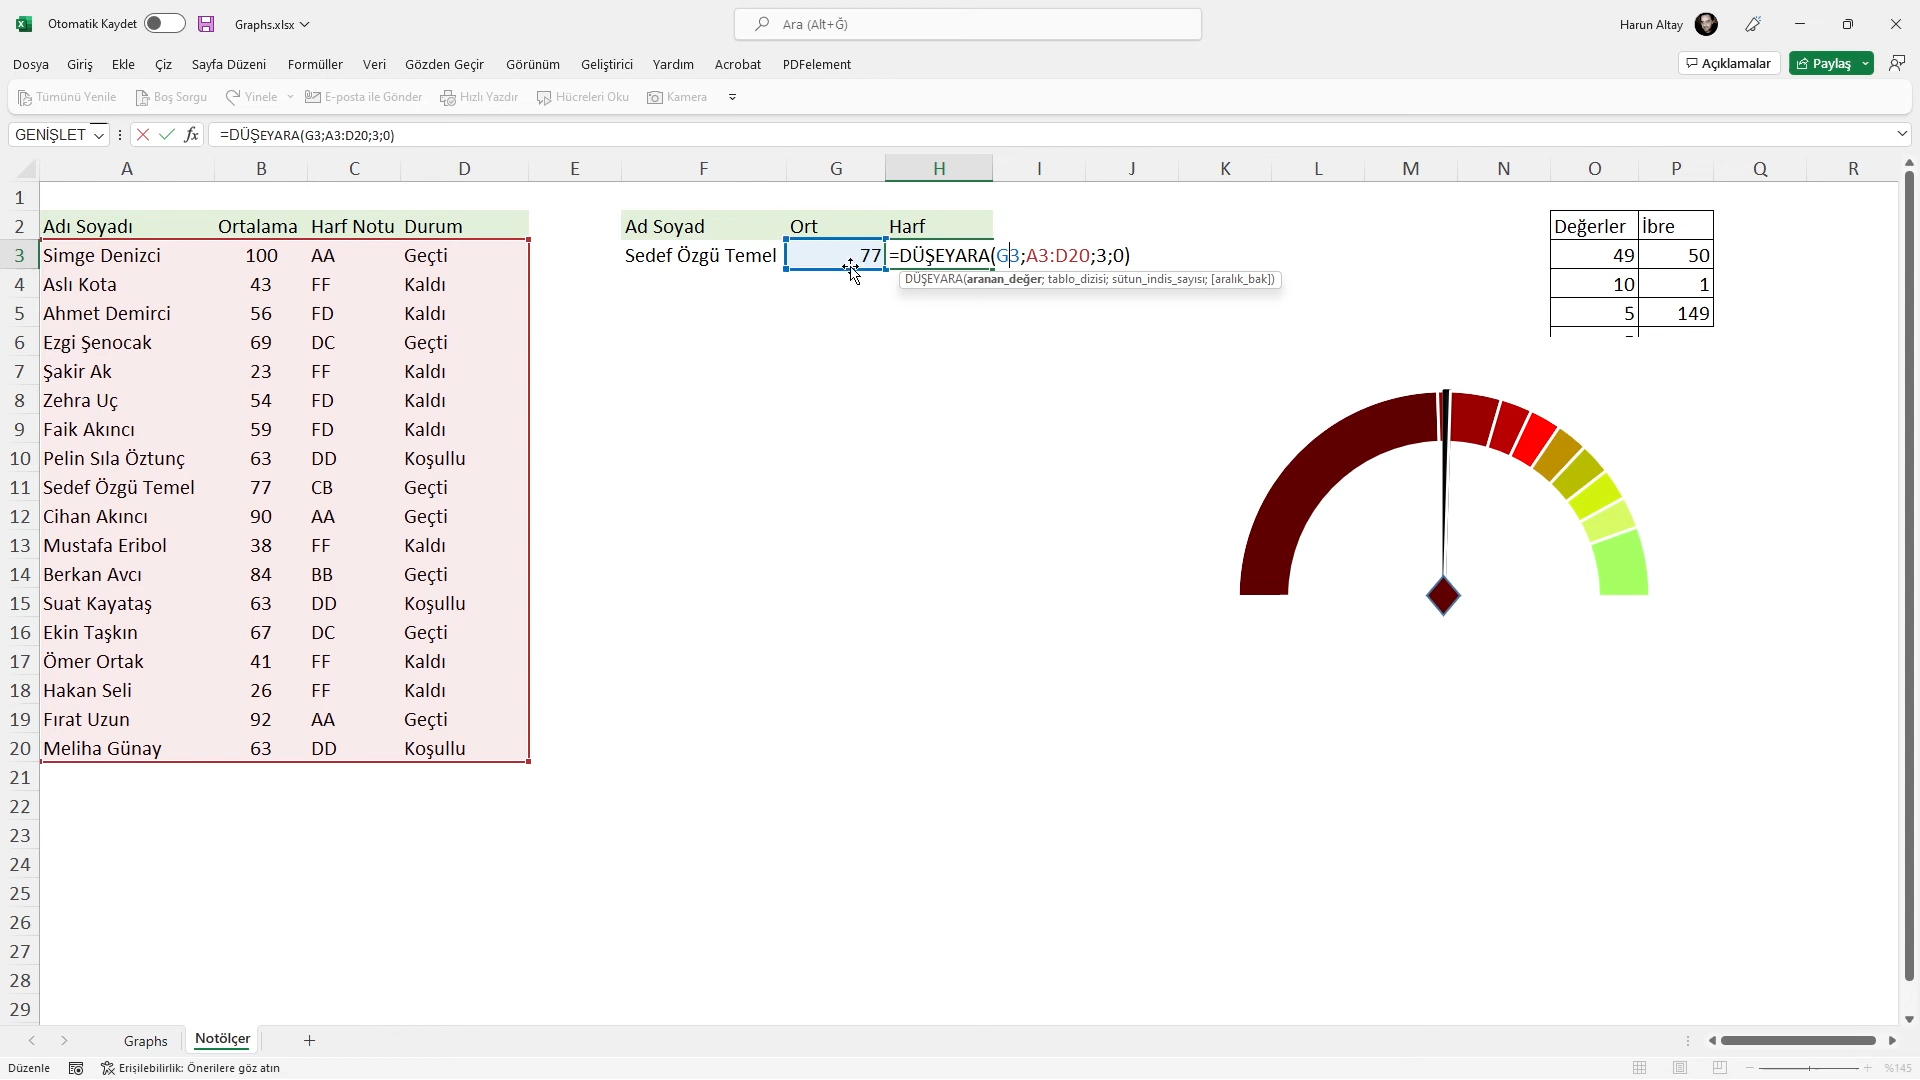 Otomatik Kaydet
Graphs.xlsx
Ara (Alt+Ğ)
Harun Altay
Dosya Giriş Ekle Çiz Sayfa Düzeni Formüller Veri Gözden Geçir Görünüm Geliştirici Yardım Acrobat PDFelement
Açıklamalar Paylaş
Tümünü Yenile Boş Sorgu Yinele E-posta ile Gönder Hızlı Yazdır Hücreleri Oku Kamera
GENİŞLET fx =DÜŞEYARA(G3;A3:D20;3;0)
A B C D E F G H I J K L M N O P Q R
1
2 Adı Soyadı Ortalama Harf Notu Durum Ad Soyad Ort Harf Değerler İbre
3 Simge Denizci 100 AA Geçti Sedef Özgü Temel 77 =DÜŞEYARA(G3;A3:D20;3;0) 49 50
DÜŞEYARA(aranan_değer; tablo_dizisi; sütun_indis_sayısı; [aralık_bak])
4 Aslı Kota 43 FF Kaldı 10 1
5 Ahmet Demirci 56 FD Kaldı 5 149
6 Ezgi Şenocak 69 DC Geçti
7 Şakir Ak 23 FF Kaldı
8 Zehra Uç 54 FD Kaldı
9 Faik Akıncı 59 FD Kaldı
10 Pelin Sıla Öztunç 63 DD Koşullu
11 Sedef Özgü Temel 77 CB Geçti
12 Cihan Akıncı 90 AA Geçti
13 Mustafa Eribol 38 FF Kaldı
14 Berkan Avcı 84 BB Geçti
15 Suat Kayataş 63 DD Koşullu
16 Ekin Taşkın 67 DC Geçti
17 Ömer Ortak 41 FF Kaldı
18 Hakan Seli 26 FF Kaldı
19 Fırat Uzun 92 AA Geçti
20 Meliha Günay 63 DD Koşullu
21
22
23
24
25
26
27
28
29
Graphs Notölçer
Düzenle Erişilebilirlik: Önerilere göz atın %145